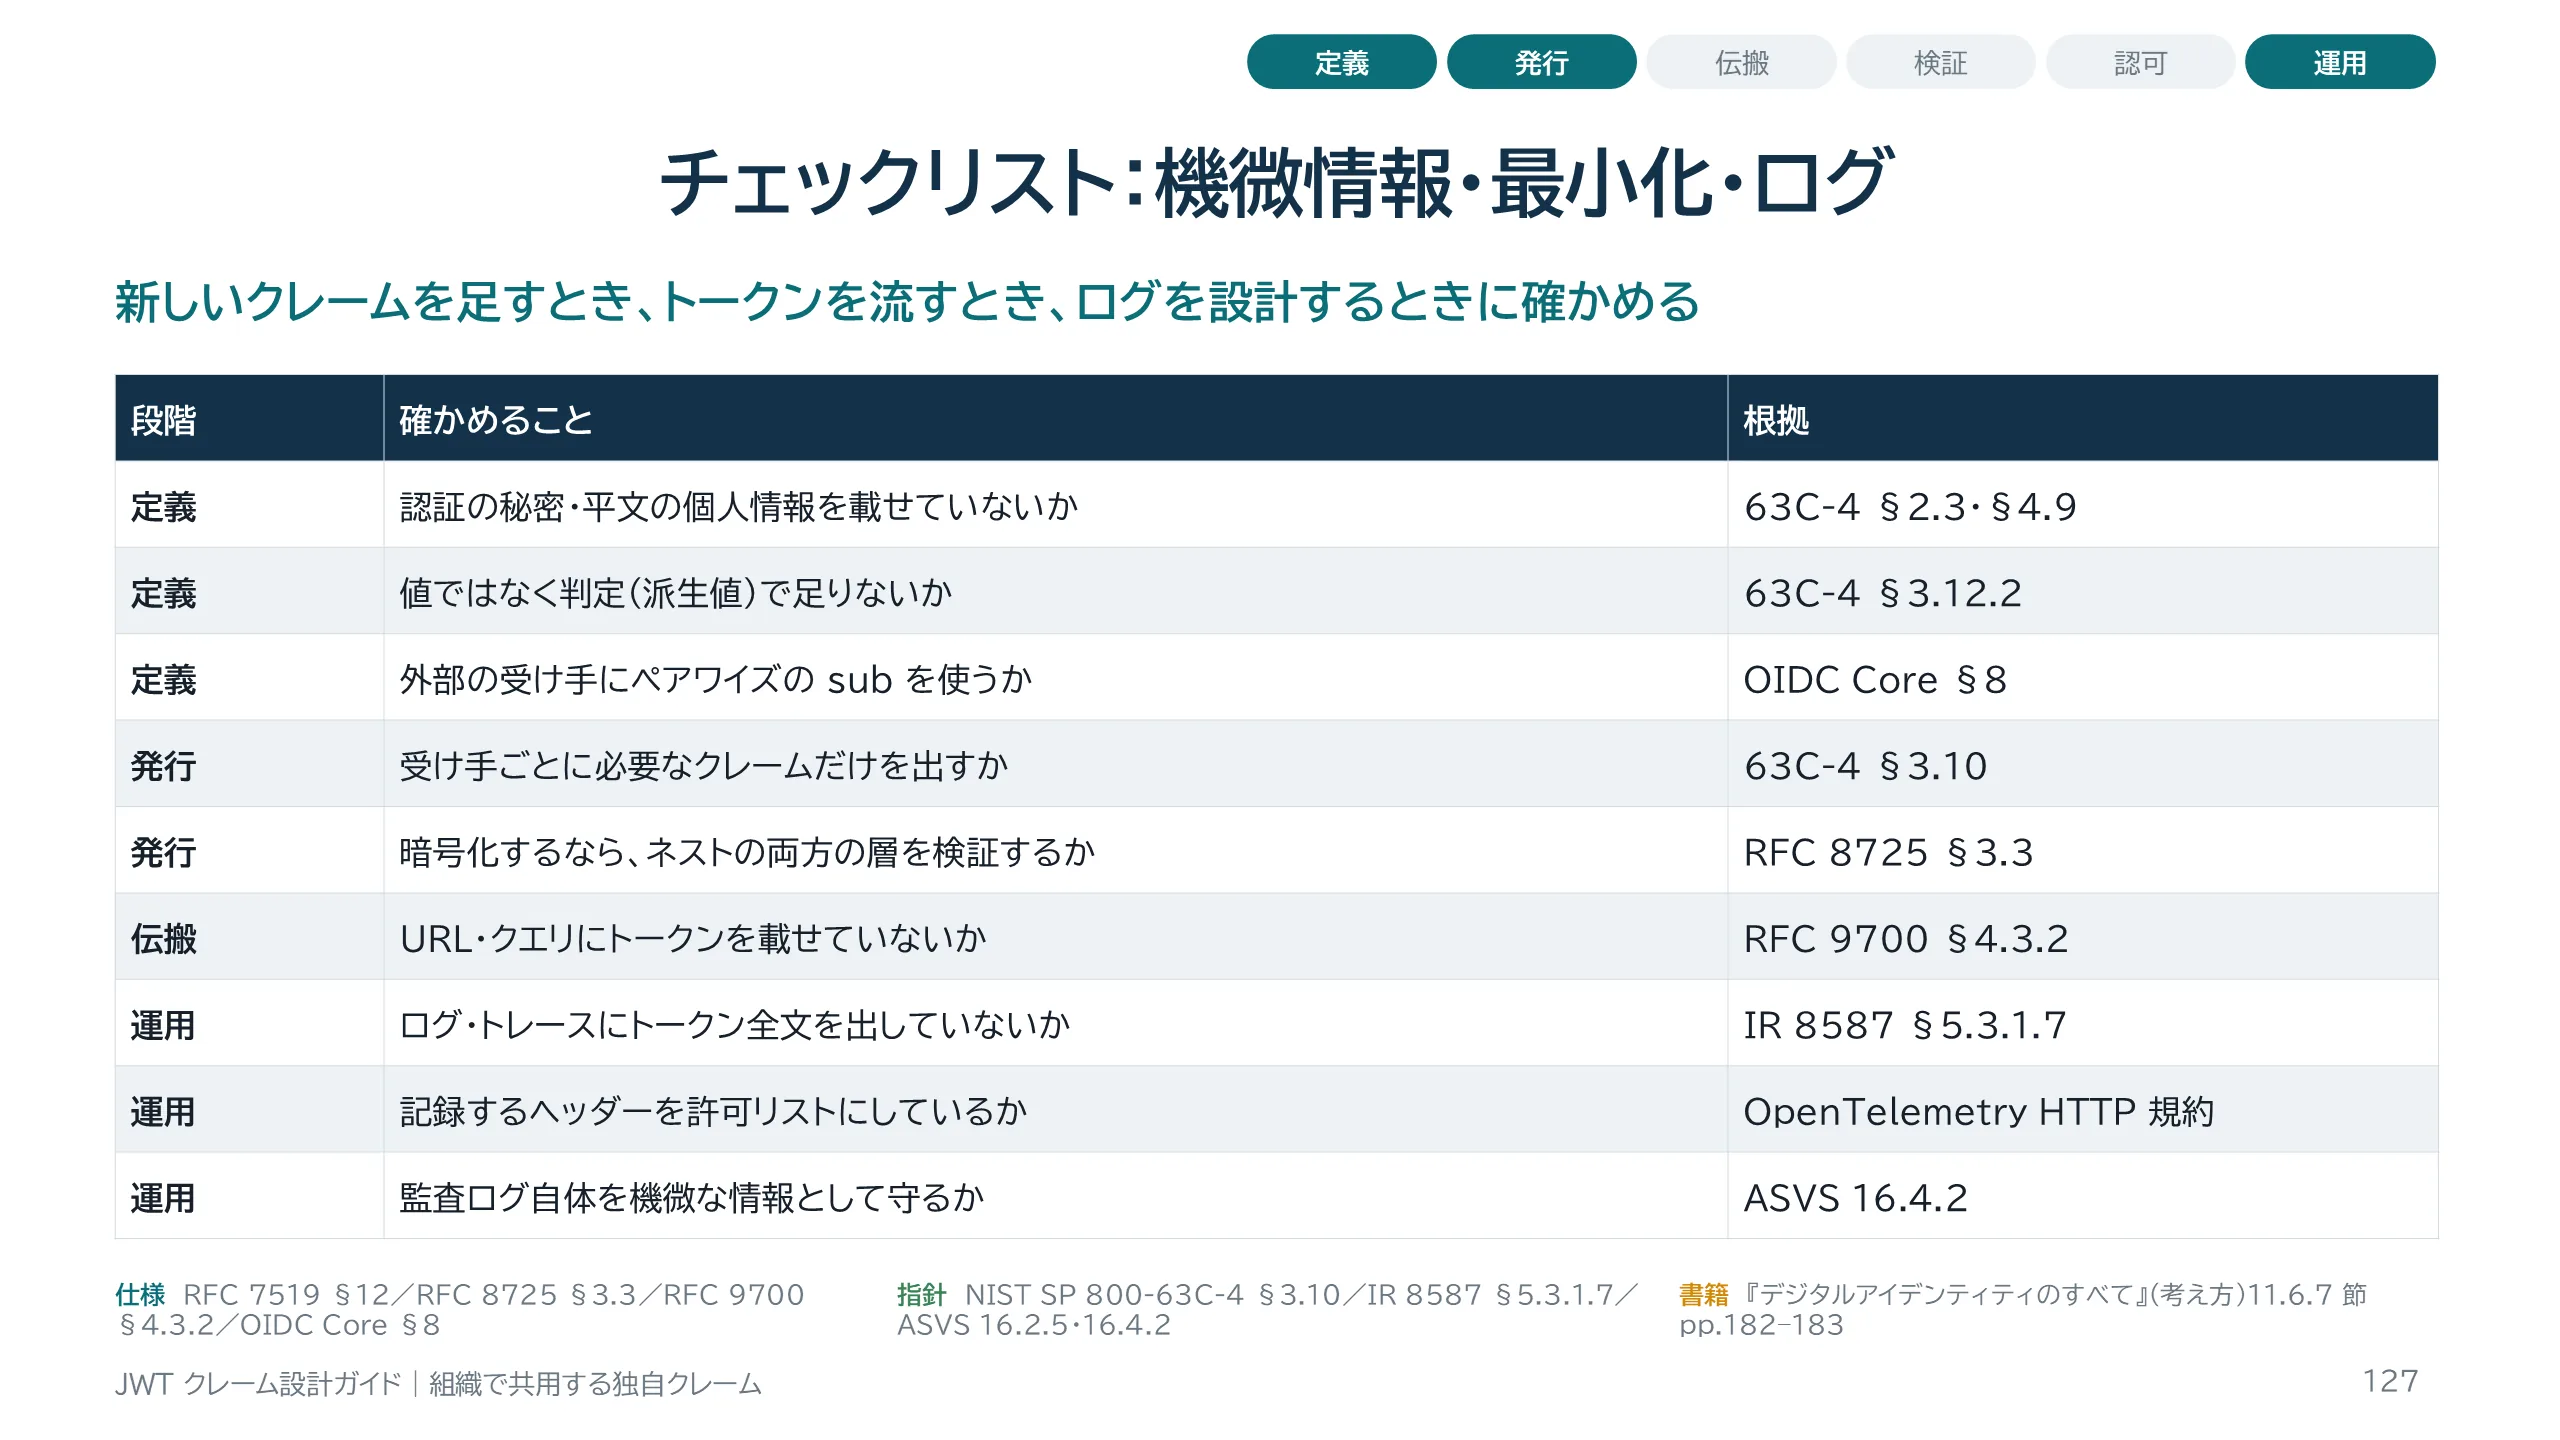 定義 発行 伝搬 検証 認可 運用
チェックリスト：機微情報・最小化・ログ
新しいクレームを足すとき、トークンを流すとき、ログを設計するときに確かめる
段階 確かめること 根拠
定義 認証の秘密・平文の個人情報を載せていないか 63C-4 §2.3・§4.9
定義 値ではなく判定（派生値）で足りないか 63C-4 §3.12.2
定義 外部の受け手にペアワイズの sub を使うか OIDC Core §8
発行 受け手ごとに必要なクレームだけを出すか 63C-4 §3.10
発行 暗号化するなら、ネストの両方の層を検証するか RFC 8725 §3.3
伝搬 URL・クエリにトークンを載せていないか RFC 9700 §4.3.2
運用 ログ・トレースにトークン全文を出していないか IR 8587 §5.3.1.7
運用 記録するヘッダーを許可リストにしているか OpenTelemetry HTTP 規約
運用 監査ログ自体を機微な情報として守るか ASVS 16.4.2
仕様 RFC 7519 §12／RFC 8725 §3.3／RFC 9700
§4.3.2／OIDC Core §8
指針 NIST SP 800-63C-4 §3.10／IR 8587 §5.3.1.7／
ASVS 16.2.5・16.4.2
書籍 『デジタルアイデンティティのすべて』（考え方）11.6.7 節
pp.182–183
JWT クレーム設計ガイド｜組織で共用する独自クレーム
127